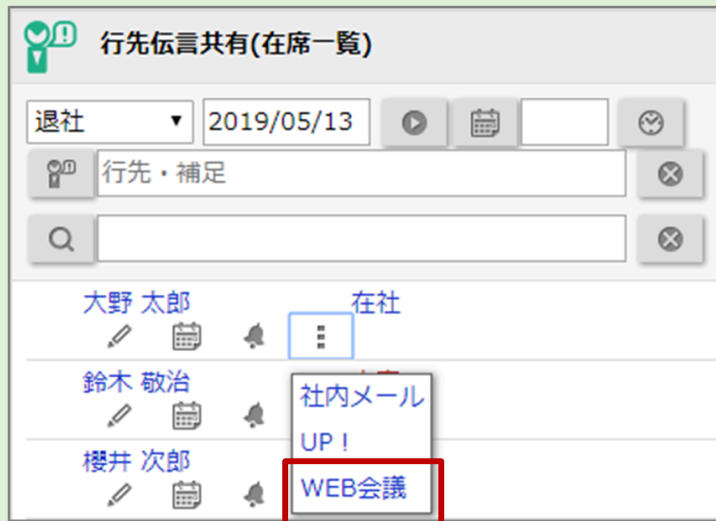 行先伝言共有(在席一覧)
退社 2019/05/13
行先・補足
大野 太郎 在社
鈴木 敬治
社内メール
UP！
櫻井 次郎
WEB会議